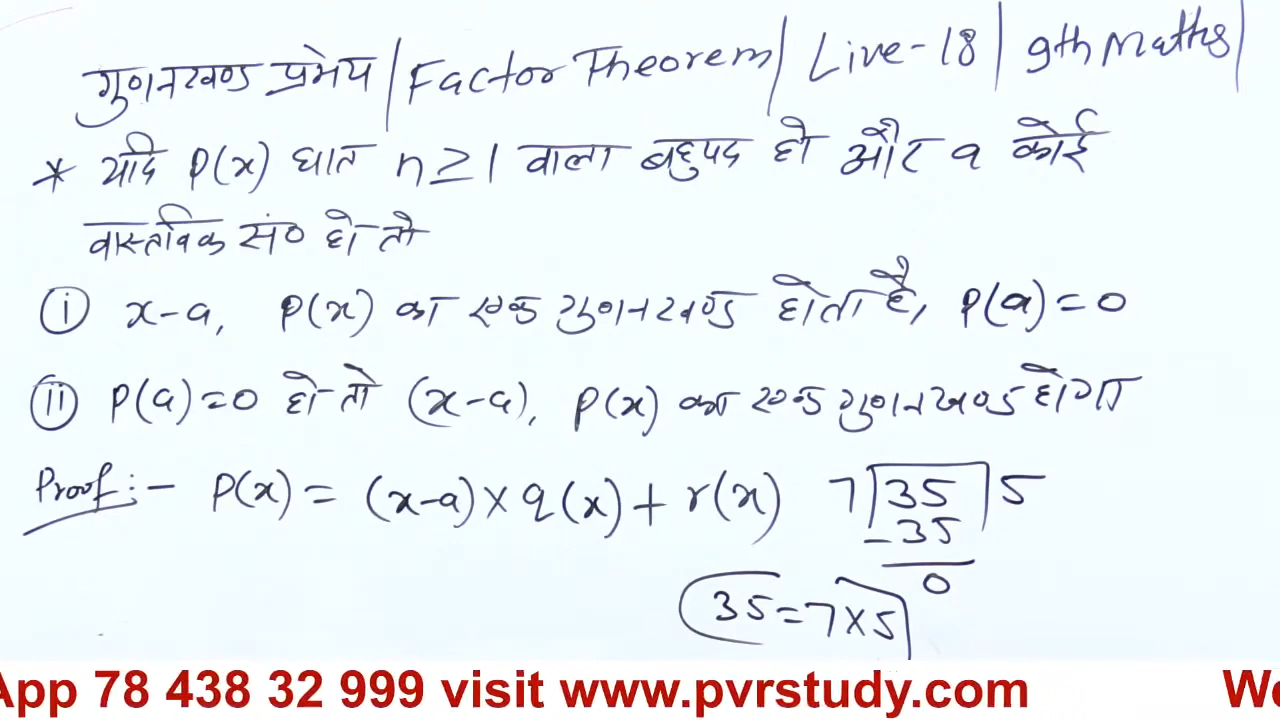 गुणनखण्ड प्रमेय | Factor Theorem | Live-18 | 9th Maths |
* यदि P(x) घात n ≥ 1 वाला बहुपद हो और a कोई
वास्तविक सं० हो तो
(i) x-a, P(x) का एक गुणनखण्ड होता है, P(a) = 0
(ii) P(a) = 0 हो तो (x-a), P(x) का एक गुणनखण्ड होगा
Proof :- P(x) = (x-a) × q(x) + r(x) 7 | 35 | 5
-35
0
35 = 7×5
App 78 438 32 999 visit www.pvrstudy.com We